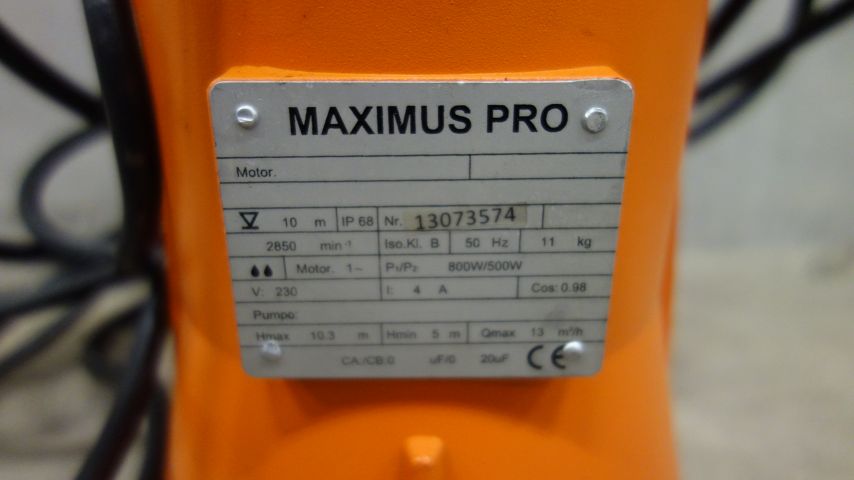 MAXIMUS PRO
Motor.
10 m IP 68 Nr. 13073574
2850 min-1 Iso.Kl. B 50 Hz 11 kg
Motor. 1~ P1/P2 800W/500W
V: 230 I: 4 A Cos: 0.98
Pumpo:
Hmax 10.3 m Hmin 5 m Qmax 13 m³/h
CA./CB:0 uF/0 20uF CE